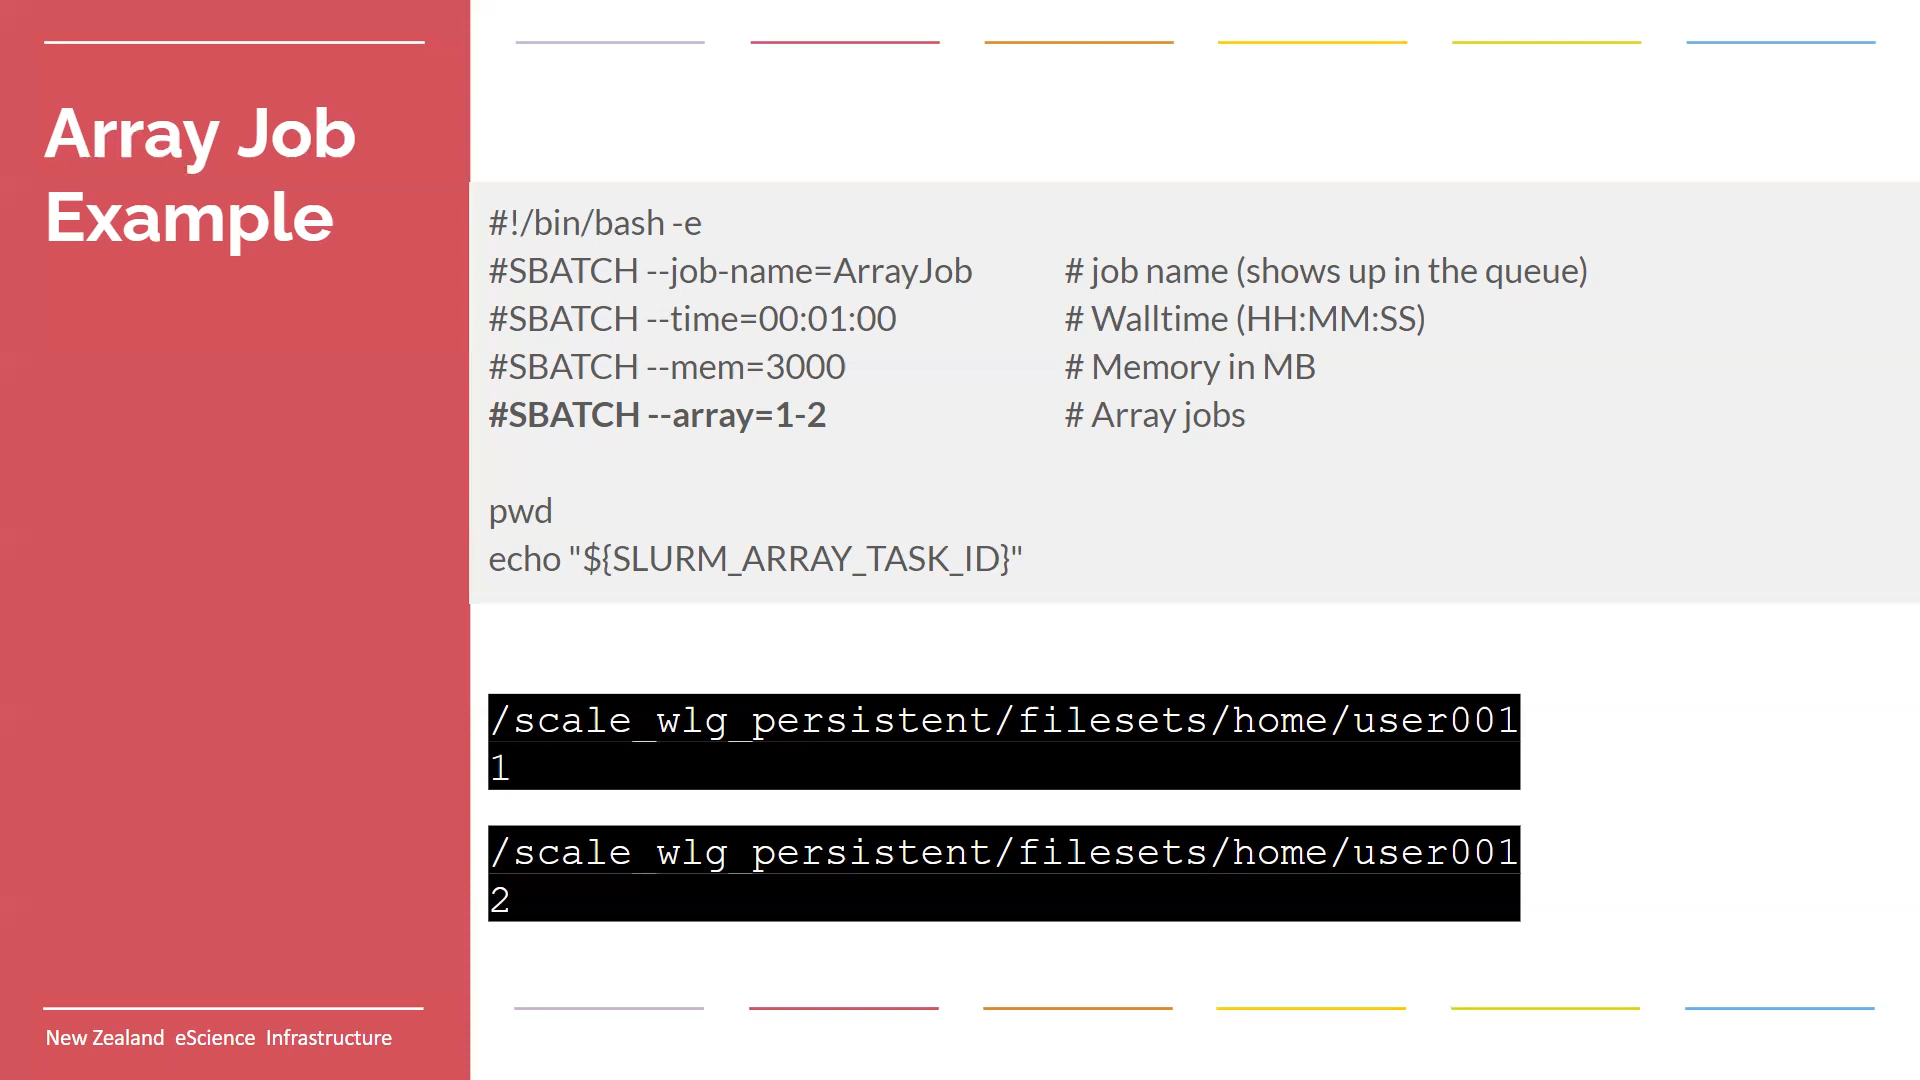 Array Job
Example
#!/bin/bash -e
#SBATCH --job-name=ArrayJob # job name (shows up in the queue)
#SBATCH --time=00:01:00 # Walltime (HH:MM:SS)
#SBATCH --mem=3000 # Memory in MB
#SBATCH --array=1-2 # Array jobs
pwd
echo "${SLURM_ARRAY_TASK_ID}"
/scale_wlg_persistent/filesets/home/user001
1
/scale_wlg_persistent/filesets/home/user001
2
New Zealand eScience Infrastructure